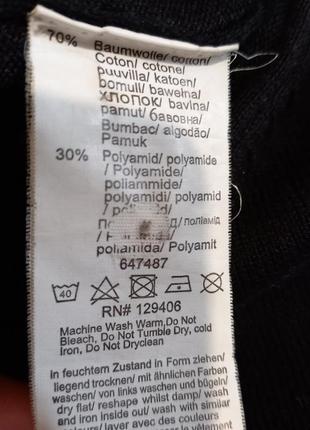 70% Baumwolle/ cotton/
Coton/ cotone/
puuvilla/ katoen/
bomull/ bawełna/
ХЛОПОК/ bavlna/
pamut/ бавовна/
Bumbac/ algodão/
Pamuk
30% Polyamid/ polyamide
/ Polyamide/
poliammide/
polyamidi/ polyamid
/
/поліамід
poliamida/ Polyamit
647487
40
RN# 129406
Machine Wash Warm,Do Not
Bleach, Do Not Tumble Dry, cold
Iron, Do Not Dryclean
in feuchtem Zustand in Form ziehen/
liegend trocknen/ mit ähnlichen Farben
waschen/ von links waschen und bügeln/
dry flat/ reshape whilst damp/ wash
and iron inside out/ wash with similar